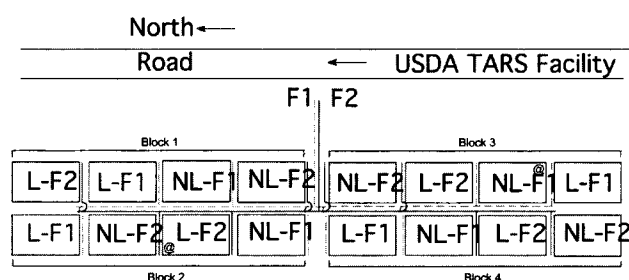 North
Road USDA TARS Facility
F1 F2
Block 1 Block 3
L-F2 L-F1 NL-F1 NL-F2 NL-F2 L-F2 NL-F1 @ L-F1
L-F1 NL-F2 L-F2 @ NL-F1 L-F1 NL-F1 L-F2 NL-F2
Block 2 Block 4